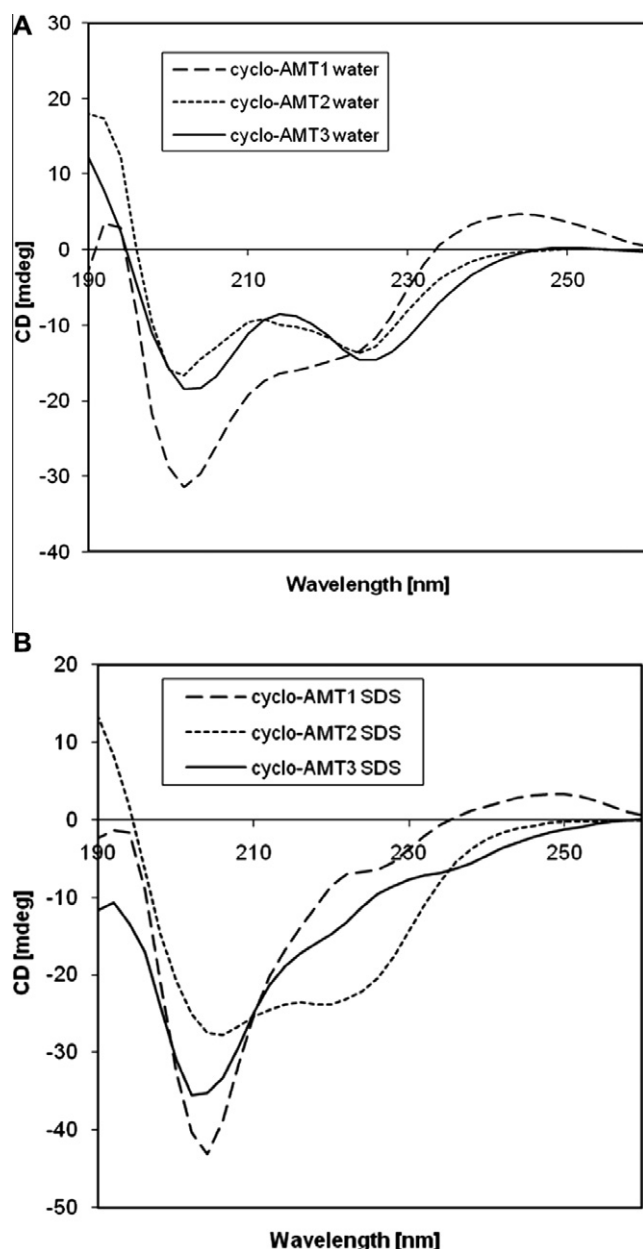 A
30
20
10
0
-10
-20
-30
-40
CD [mdeg]
cyclo-AMT1 water
cyclo-AMT2 water
cyclo-AMT3 water
190 210 230 250
Wavelength [nm]
B
20
10
0
-10
-20
-30
-40
-50
CD [mdeg]
cyclo-AMT1 SDS
cyclo-AMT2 SDS
cyclo-AMT3 SDS
190 210 230 250
Wavelength [nm]